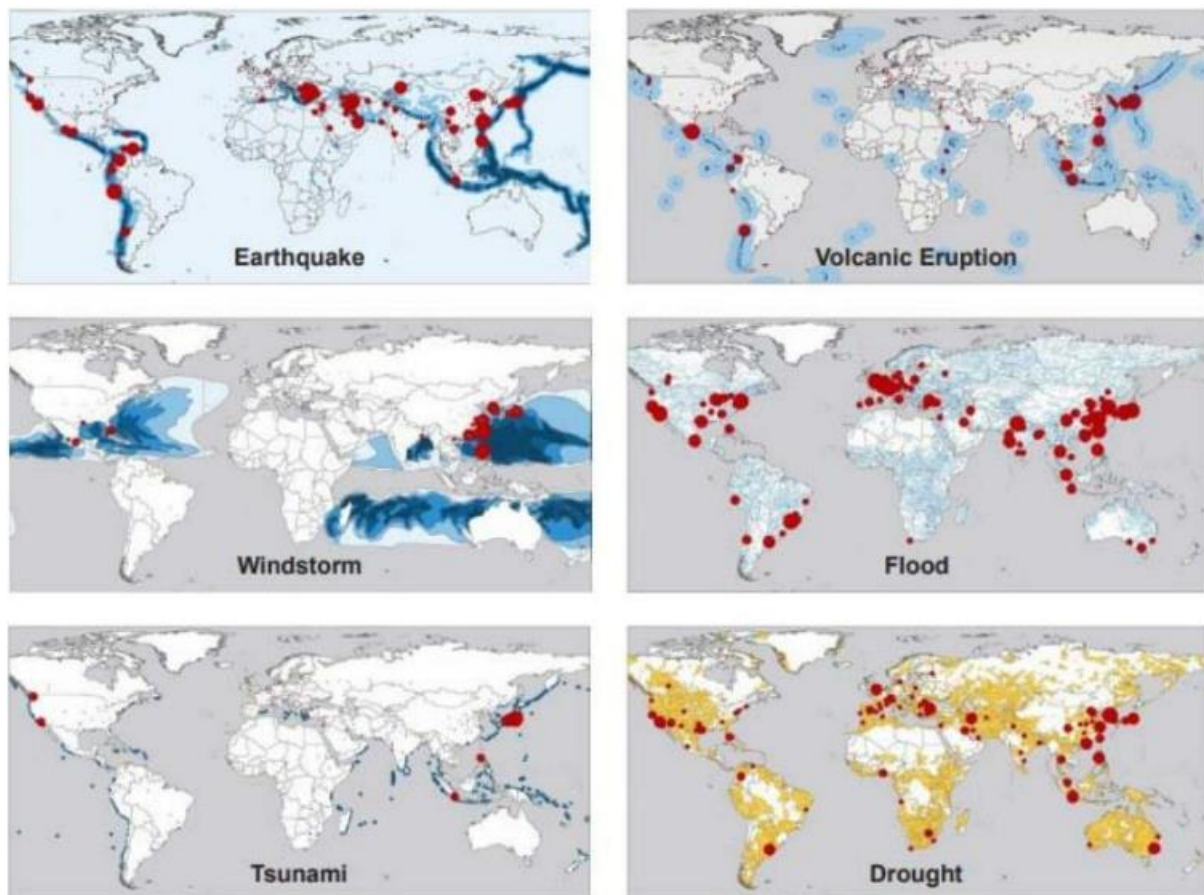 Earthquake
Volcanic Eruption
Windstorm
Flood
Tsunami
Drought